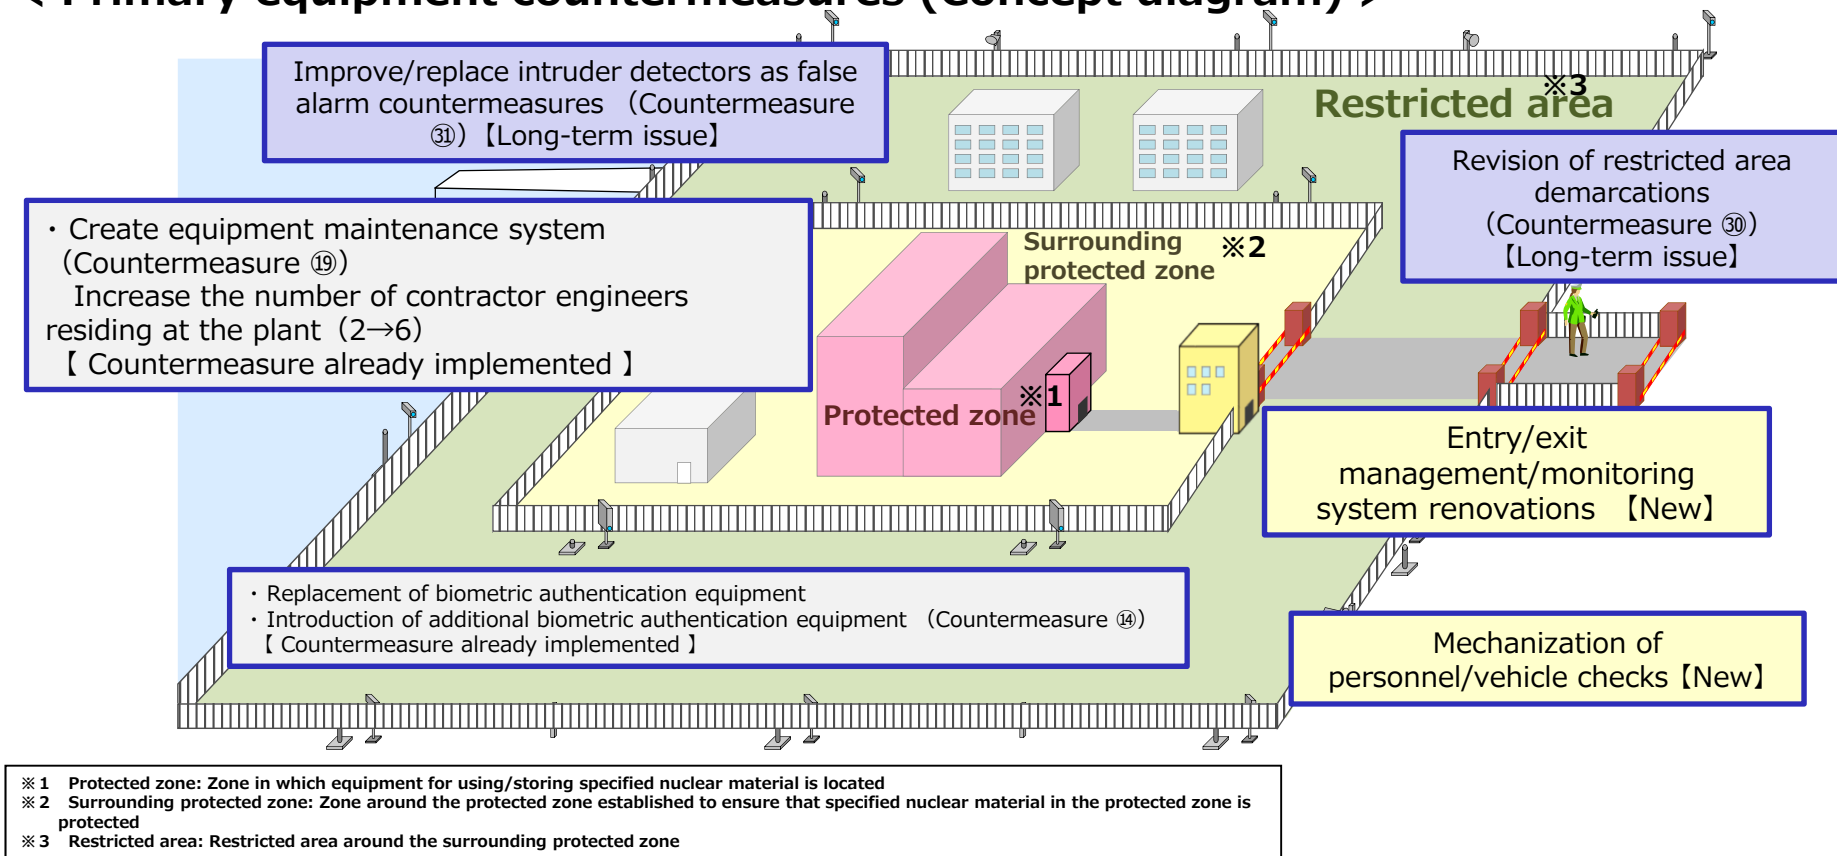 < Primary equipment countermeasures (Concept diagram) >
Improve/replace intruder detectors as false
alarm countermeasures （Countermeasure
㉛）【Long-term issue】
※3
Restricted area
Revision of restricted area
demarcations
（Countermeasure ㉚）
【Long-term issue】
・Create equipment maintenance system
（Countermeasure ⑲）
Increase the number of contractor engineers
residing at the plant（2→6）
【 Countermeasure already implemented 】
Surrounding
protected zone
※2
※1
Protected zone
Entry/exit
management/monitoring
system renovations 【New】
・Replacement of biometric authentication equipment
・Introduction of additional biometric authentication equipment （Countermeasure ⑭）
【 Countermeasure already implemented 】
Mechanization of
personnel/vehicle checks【New】
※1 Protected zone: Zone in which equipment for using/storing specified nuclear material is located
※2 Surrounding protected zone: Zone around the protected zone established to ensure that specified nuclear material in the protected zone is
protected
※3 Restricted area: Restricted area around the surrounding protected zone